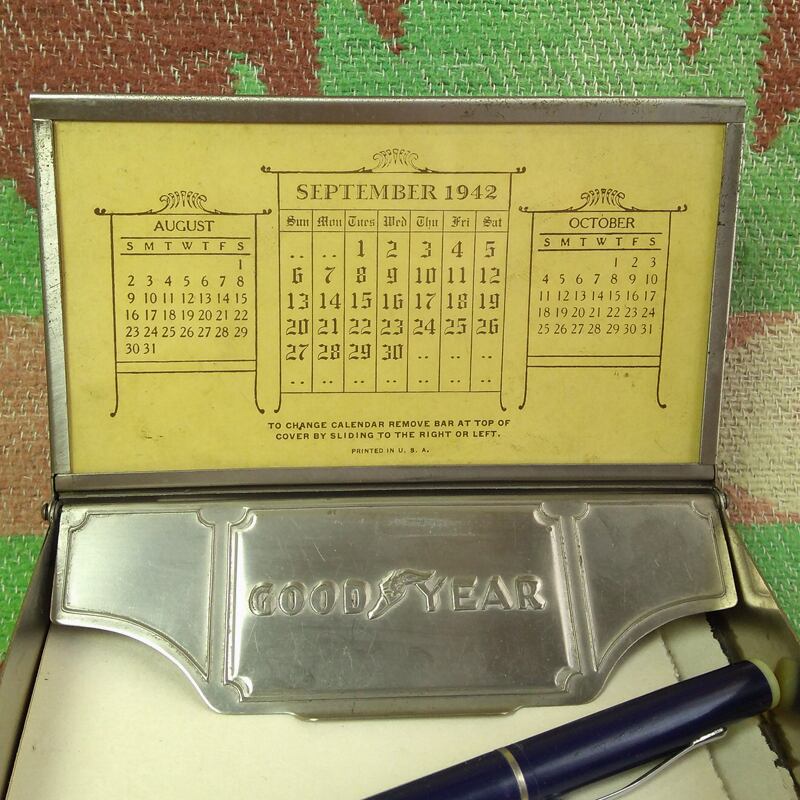 AUGUST
S M T W T F S
1
2 3 4 5 6 7 8
9 10 11 12 13 14 15
16 17 18 19 20 21 22
23 24 25 26 27 28 29
30 31
SEPTEMBER 1942
Sun Mon Tues Wed Thu Fri Sat
.. .. 1 2 3 4 5
6 7 8 9 10 11 12
13 14 15 16 17 18 19
20 21 22 23 24 25 26
27 28 29 30 .. .. ..
.. .. .. .. .. .. ..
OCTOBER
S M T W T F S
1 2 3
4 5 6 7 8 9 10
11 12 13 14 15 16 17
18 19 20 21 22 23 24
25 26 27 28 29 30 31
TO CHANGE CALENDAR REMOVE BAR AT TOP OF
COVER BY SLIDING TO THE RIGHT OR LEFT.
PRINTED IN U. S. A.
GOOD YEAR